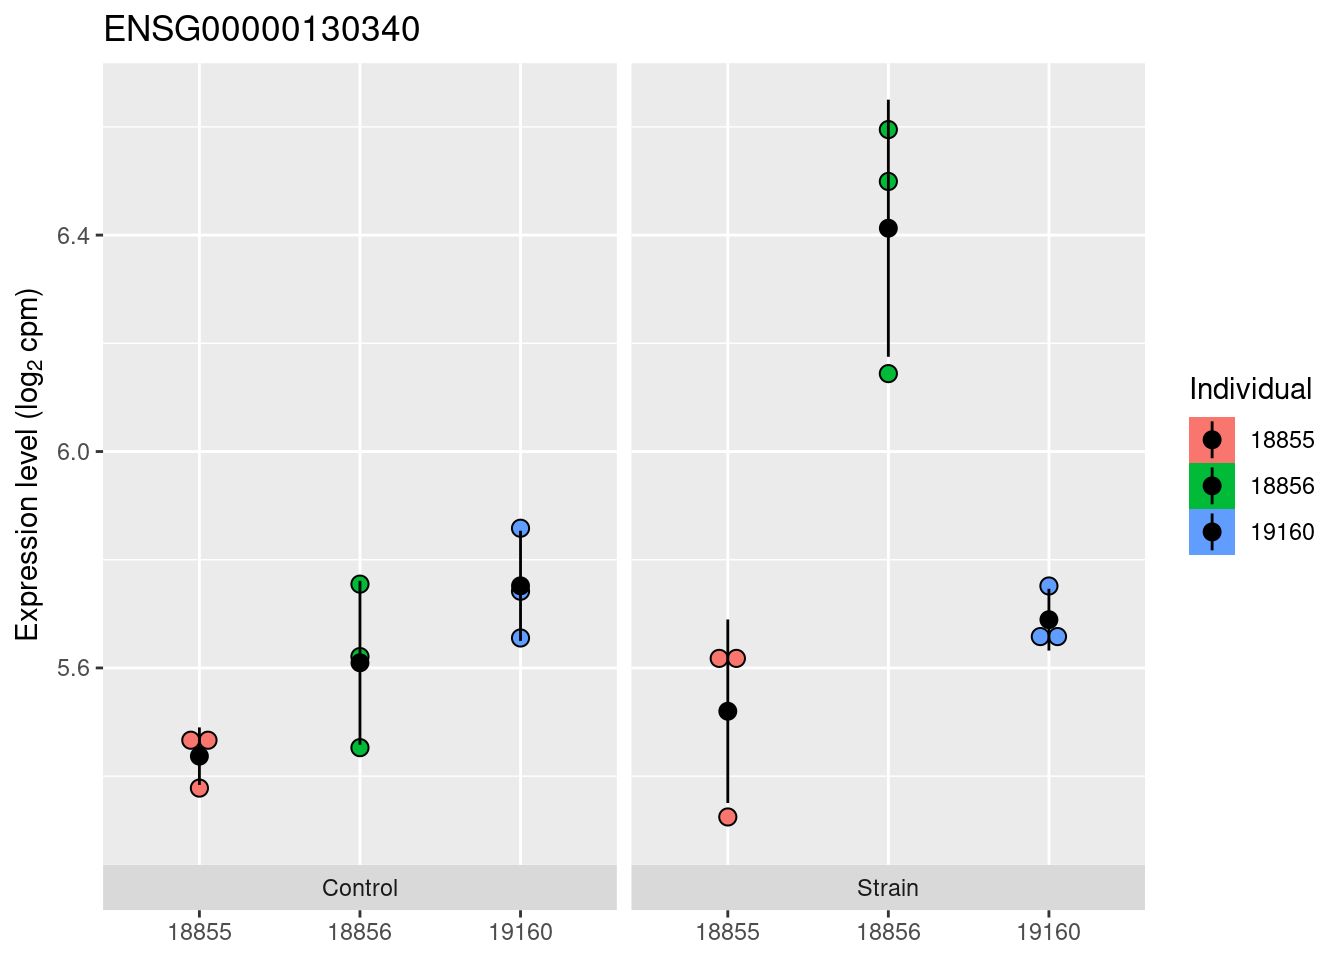 ENSG00000130340
Expression level (log₂ cpm)
6.4
6.0
5.6
Control
Strain
18855
18856
19160
18855
18856
19160
Individual
18855
18856
19160